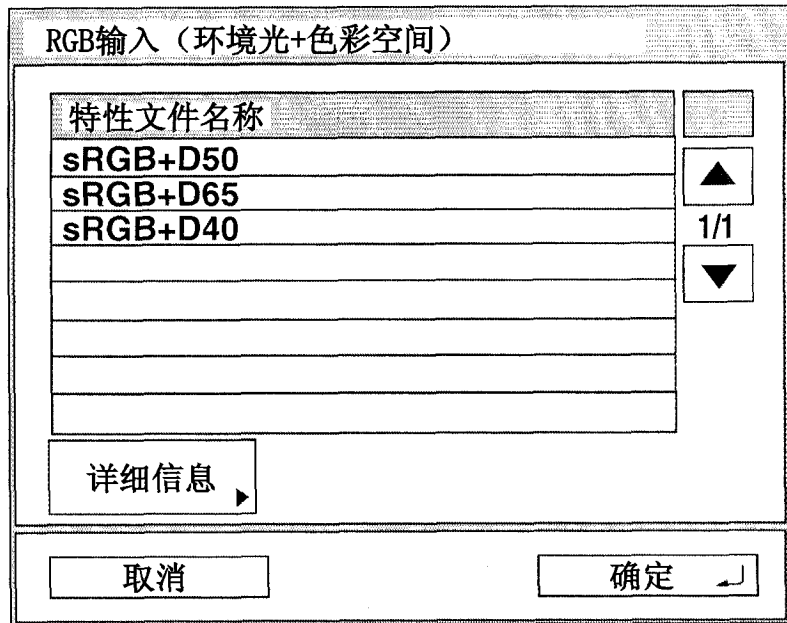 RGB输入（环境光+色彩空间）
特性文件名称
sRGB+D50
sRGB+D65
sRGB+D40
1/1
详细信息
取消
确定